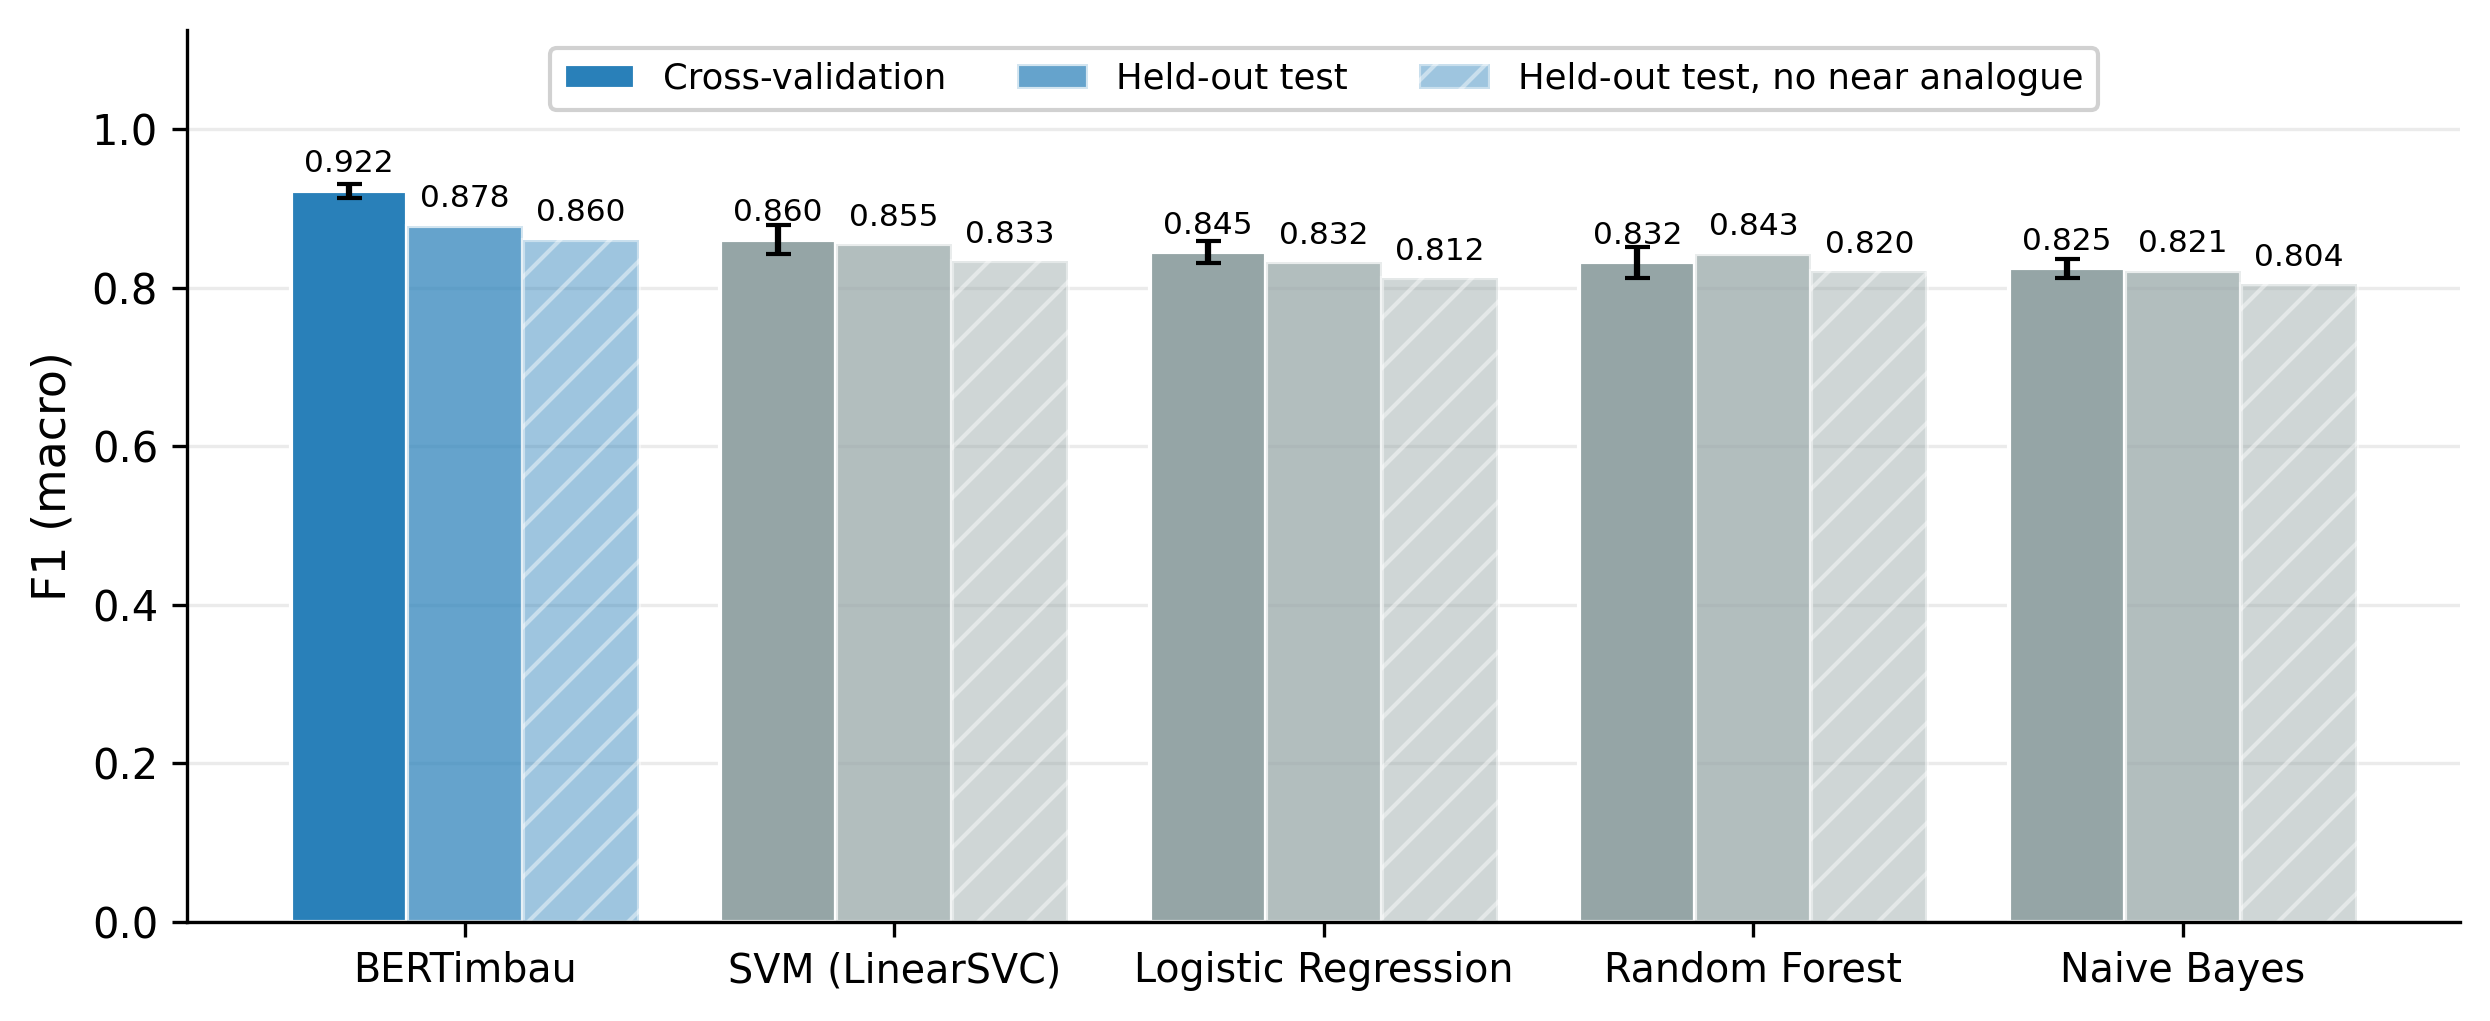 Cross-validation
Held-out test
Held-out test, no near analogue
F1 (macro)
1.0
0.8
0.6
0.4
0.2
0.0
0.922
0.878
0.860
0.860
0.855
0.833
0.845
0.832
0.812
0.832
0.843
0.820
0.825
0.821
0.804
BERTimbau
SVM (LinearSVC)
Logistic Regression
Random Forest
Naive Bayes